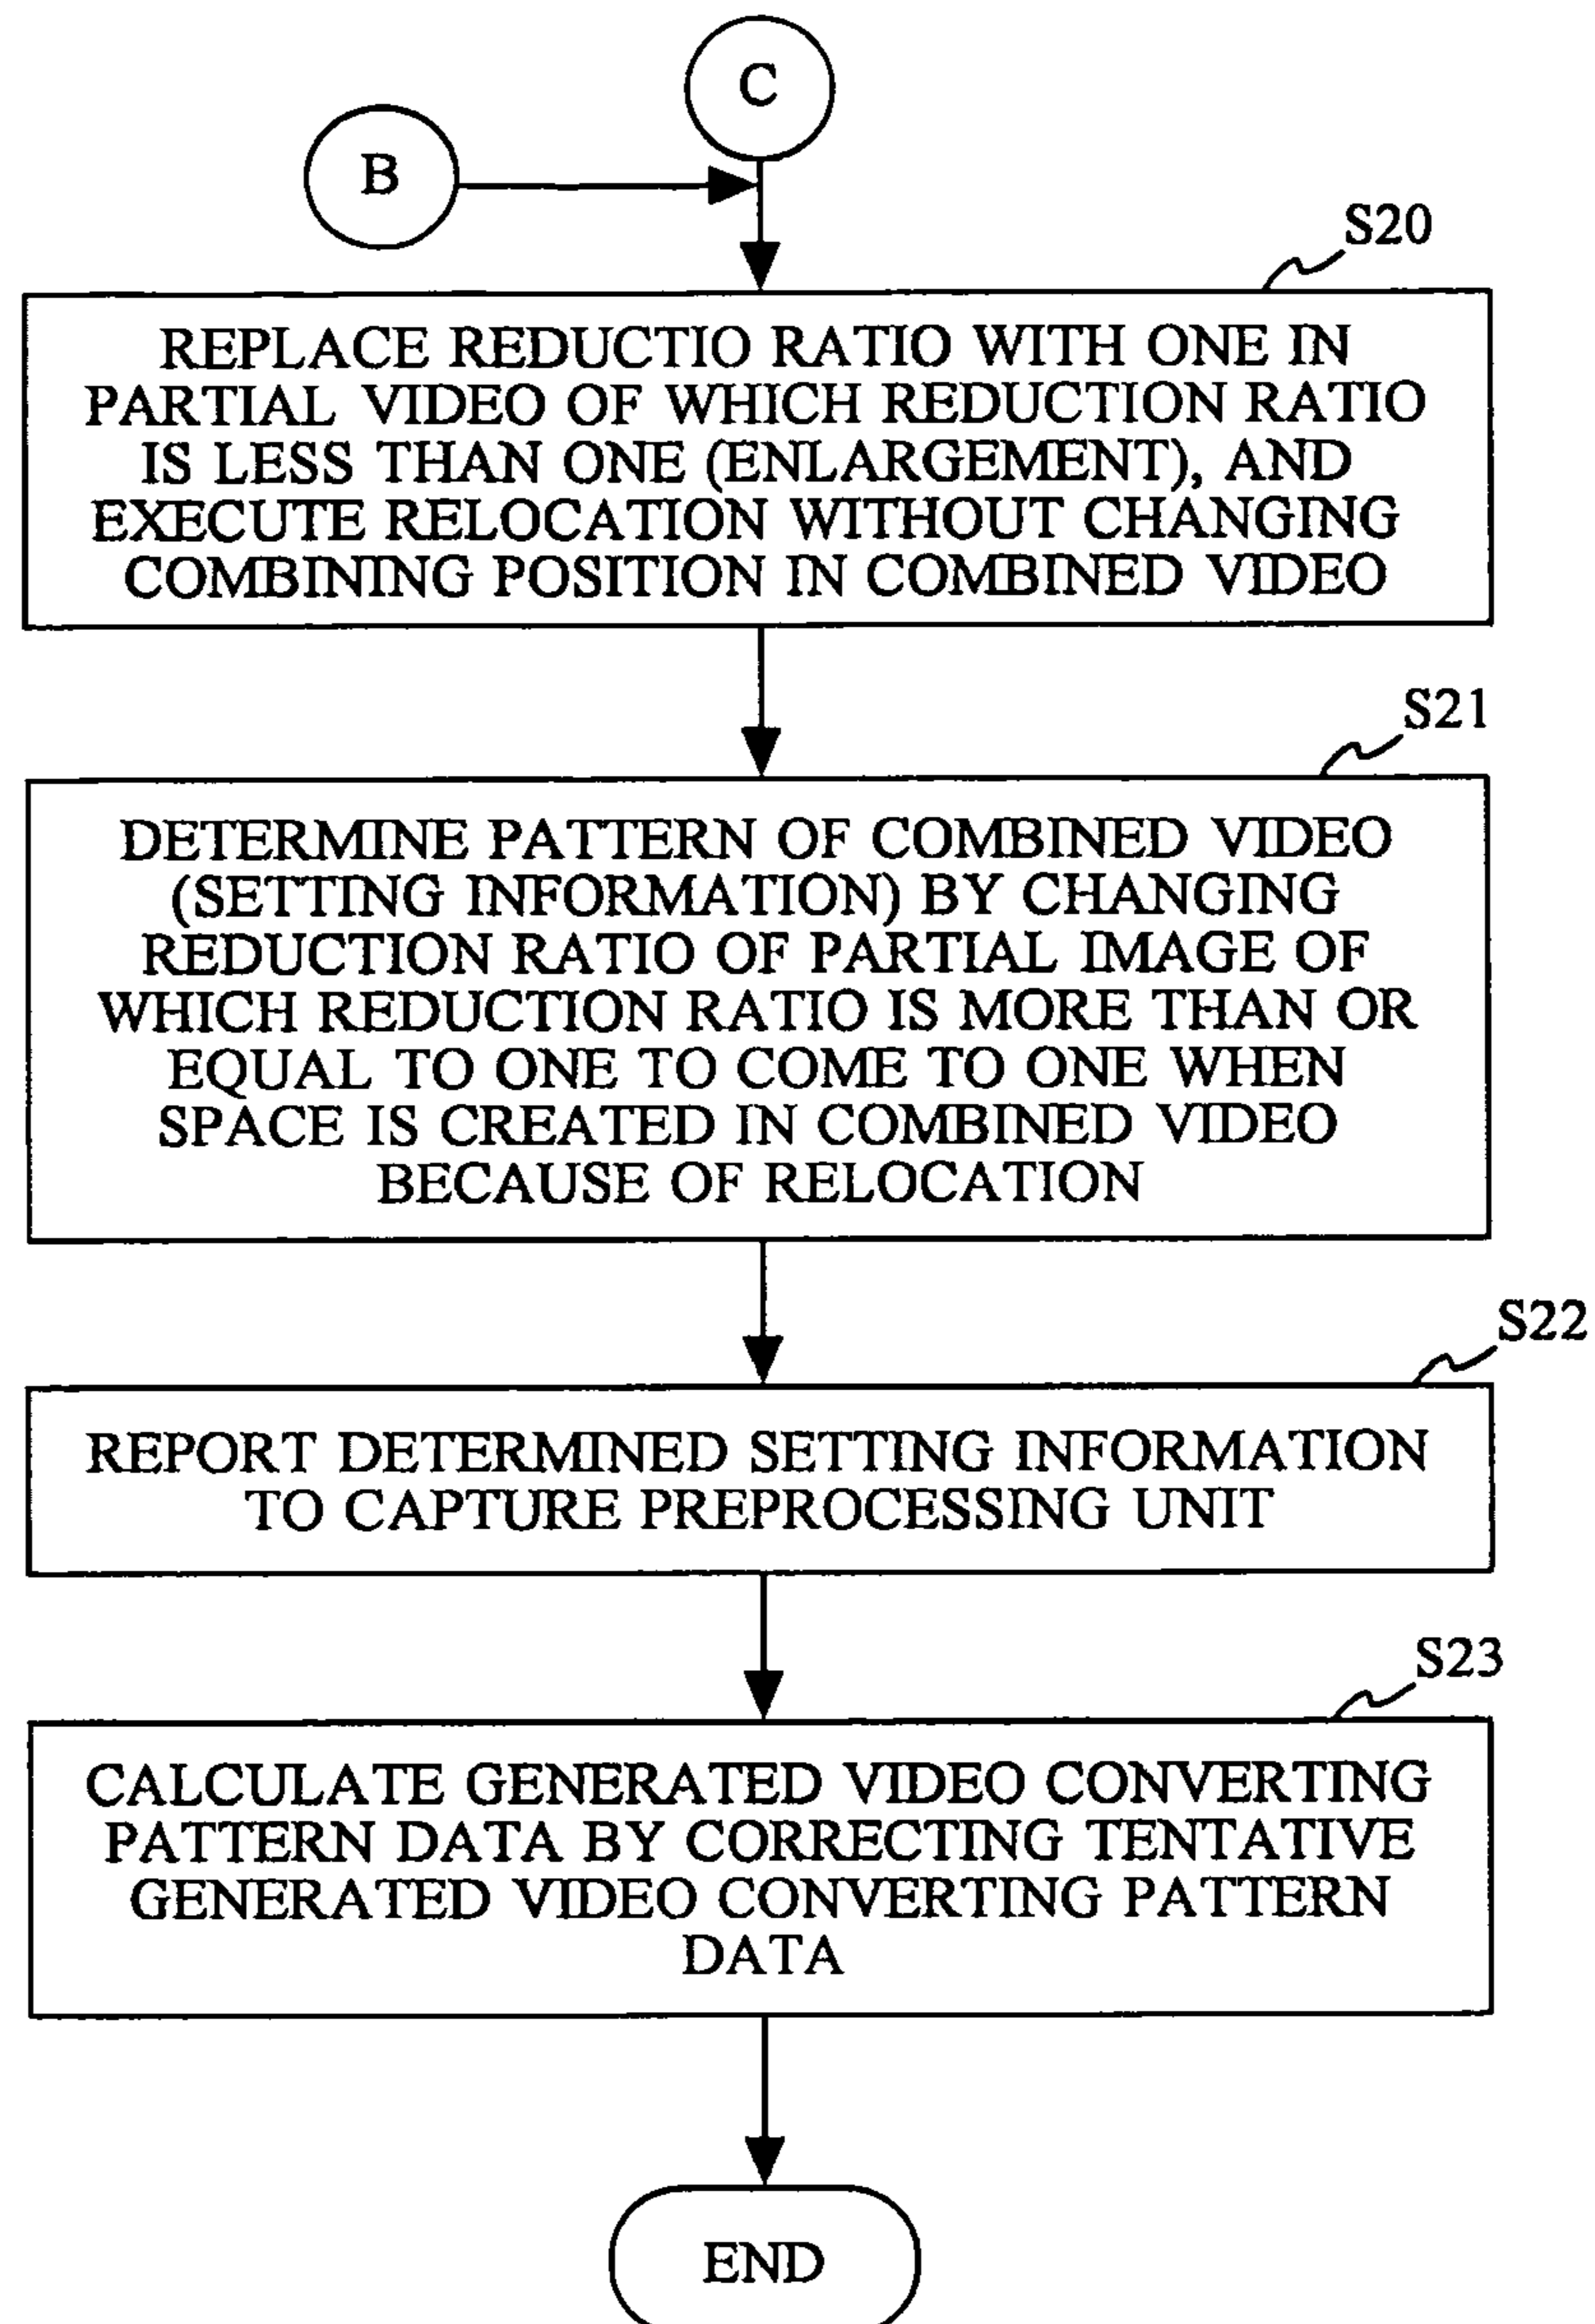 C
B
S20
REPLACE REDUCTIO RATIO WITH ONE IN
PARTIAL VIDEO OF WHICH REDUCTION RATIO
IS LESS THAN ONE (ENLARGEMENT), AND
EXECUTE RELOCATION WITHOUT CHANGING
COMBINING POSITION IN COMBINED VIDEO
S21
DETERMINE PATTERN OF COMBINED VIDEO
(SETTING INFORMATION) BY CHANGING
REDUCTION RATIO OF PARTIAL IMAGE OF
WHICH REDUCTION RATIO IS MORE THAN OR
EQUAL TO ONE TO COME TO ONE WHEN
SPACE IS CREATED IN COMBINED VIDEO
BECAUSE OF RELOCATION
S22
REPORT DETERMINED SETTING INFORMATION
TO CAPTURE PREPROCESSING UNIT
S23
CALCULATE GENERATED VIDEO CONVERTING
PATTERN DATA BY CORRECTING TENTATIVE
GENERATED VIDEO CONVERTING PATTERN
DATA
END